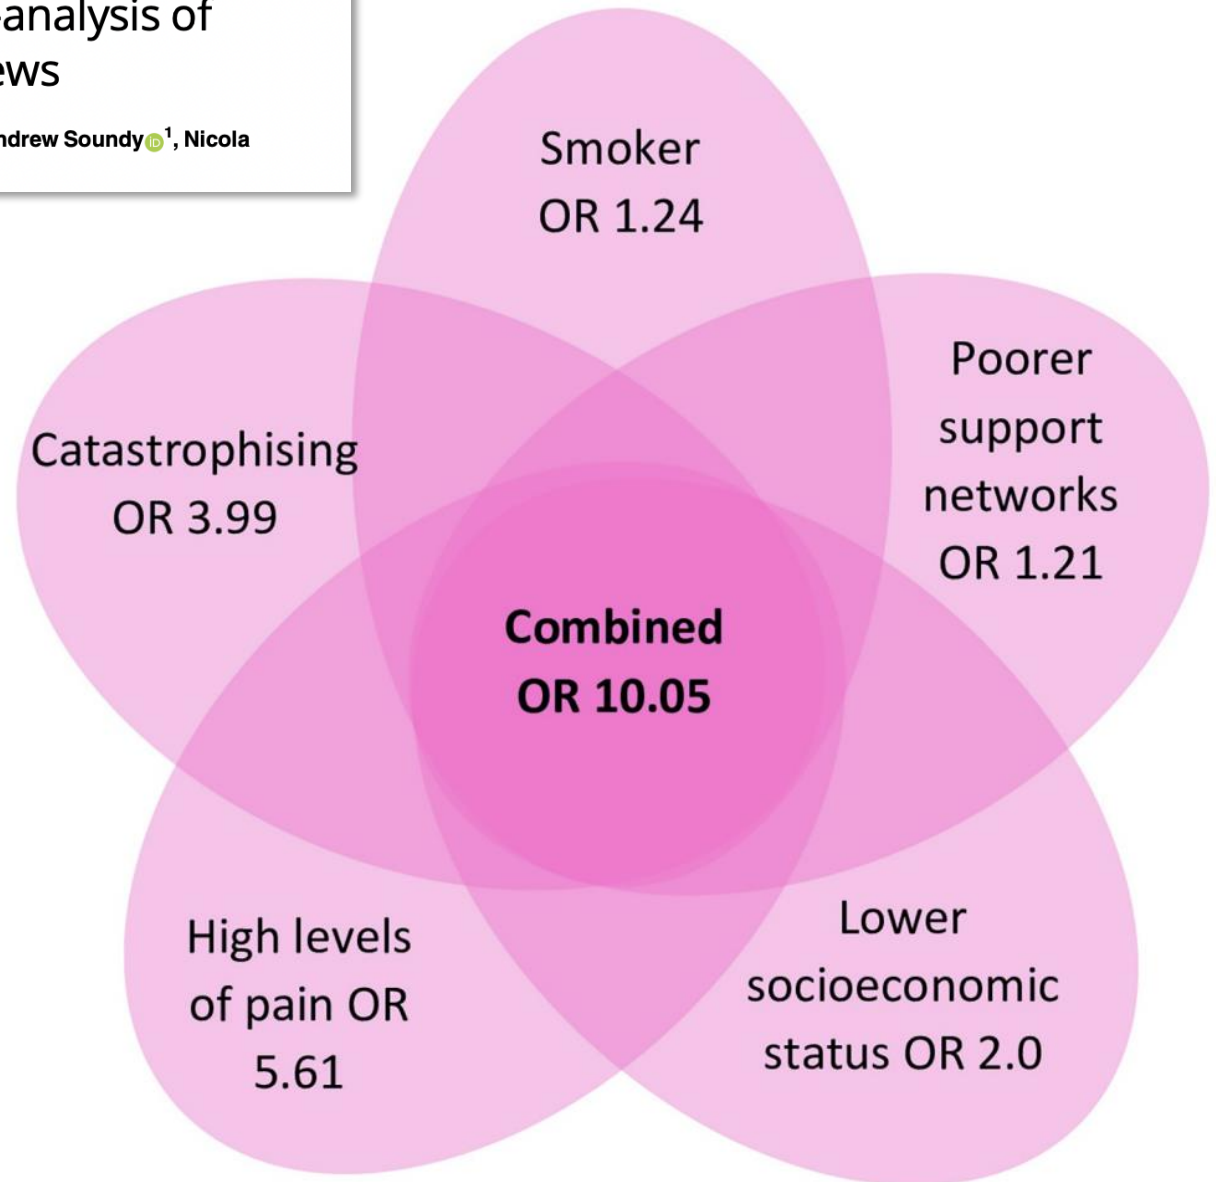 analysis of
ews
ndrew Soundy iD 1, Nicola
Smoker
OR 1.24
Poorer
support
networks
OR 1.21
Catastrophising
OR 3.99
Combined
OR 10.05
High levels
of pain OR
5.61
Lower
socioeconomic
status OR 2.0